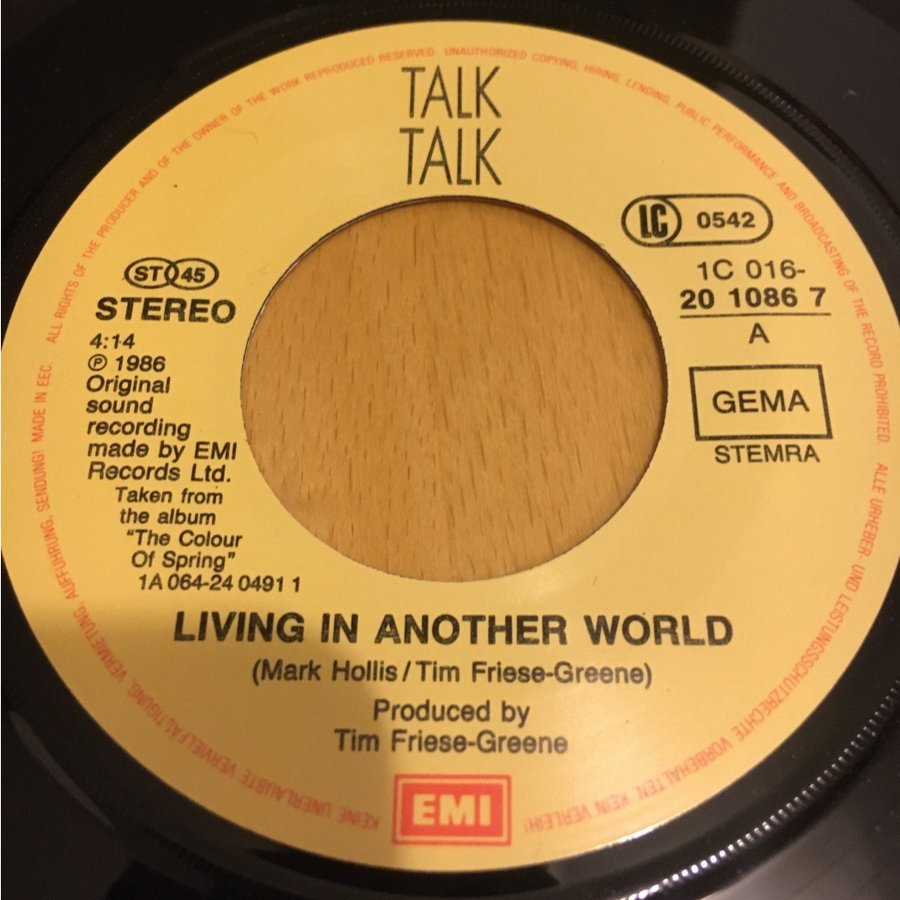 TALK
TALK
ALL RIGHTS OF THE PRODUCER AND OF THE OWNER OF THE WORK REPRODUCED RESERVED. UNAUTHORIZED COPYING, HIRING, LENDING, PUBLIC PERFORMANCE AND BROADCASTING OF THE RECORD PROHIBITED.
LC 0542
1C 016-
20 1086 7
A
GEMA
STEMRA
ST 45
STEREO
4:14
Ⓟ 1986
Original
sound
recording
made by EMI
Records Ltd.
Taken from
the album
"The Colour
Of Spring"
1A 064-24 0491 1
LIVING IN ANOTHER WORLD
(Mark Hollis/Tim Friese-Greene)
Produced by
Tim Friese-Greene
EMI
ALLE URHEBER- UND LEISTUNGSSCHUTZRECHTE VORBEHALTEN KEIN VERLEIH!
KEINE UNERLAUBTE VERVIELFÄLTIGUNG, VERMIETUNG, AUFFÜHRUNG, SENDUNG! MADE IN EEC.